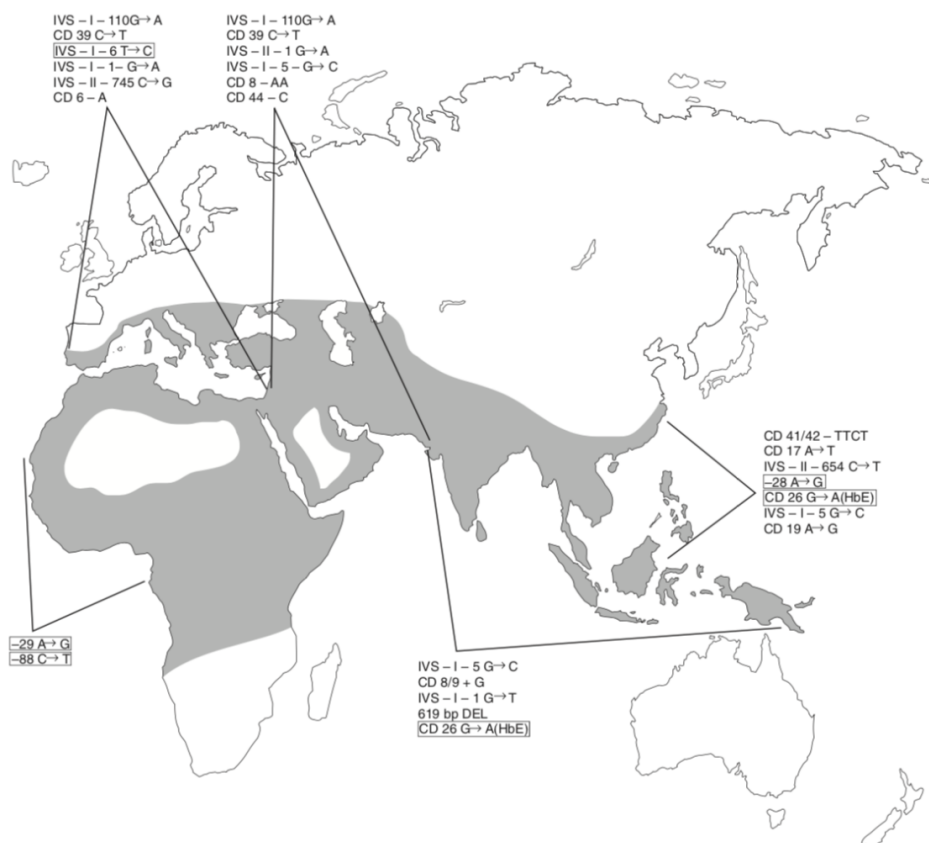 IVS – I – 110G→A
CD 39 C→T
IVS – I – 6 T→C
IVS – I – 1– G→A
IVS – II – 745 C→G
CD 6 – A
IVS – I – 110G→A
CD 39 C→T
IVS – II – 1 G→A
IVS – I – 5 – G→C
CD 8 – AA
CD 44 – C
CD 41/42 – TTCT
CD 17 A→T
IVS – II – 654 C→T
–28 A→G
CD 26 G→A(HbE)
IVS – I – 5 G→C
CD 19 A→G
–29 A→G
–88 C→T
IVS – I – 5 G→C
CD 8/9 + G
IVS – I – 1 G→T
619 bp DEL
CD 26 G→A(HbE)